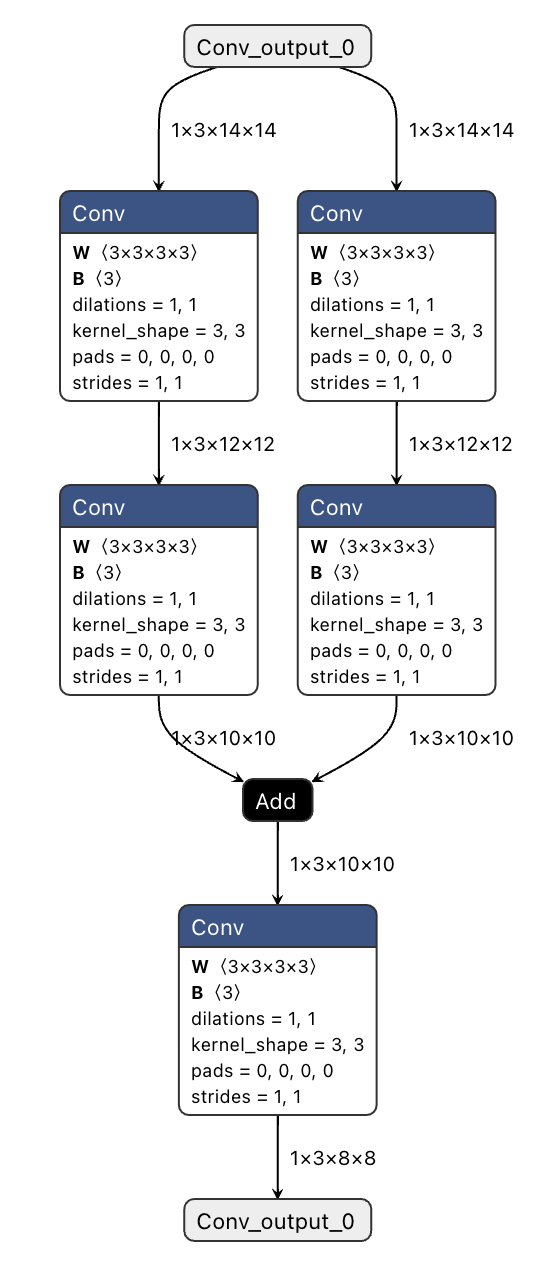 Conv_output_0
1×3×14×14
1×3×14×14
Conv
W 〈3×3×3×3〉
B 〈3〉
dilations = 1, 1
kernel_shape = 3, 3
pads = 0, 0, 0, 0
strides = 1, 1
Conv
W 〈3×3×3×3〉
B 〈3〉
dilations = 1, 1
kernel_shape = 3, 3
pads = 0, 0, 0, 0
strides = 1, 1
1×3×12×12
1×3×12×12
Conv
W 〈3×3×3×3〉
B 〈3〉
dilations = 1, 1
kernel_shape = 3, 3
pads = 0, 0, 0, 0
strides = 1, 1
Conv
W 〈3×3×3×3〉
B 〈3〉
dilations = 1, 1
kernel_shape = 3, 3
pads = 0, 0, 0, 0
strides = 1, 1
1×3×10×10
1×3×10×10
Add
1×3×10×10
Conv
W 〈3×3×3×3〉
B 〈3〉
dilations = 1, 1
kernel_shape = 3, 3
pads = 0, 0, 0, 0
strides = 1, 1
1×3×8×8
Conv_output_0